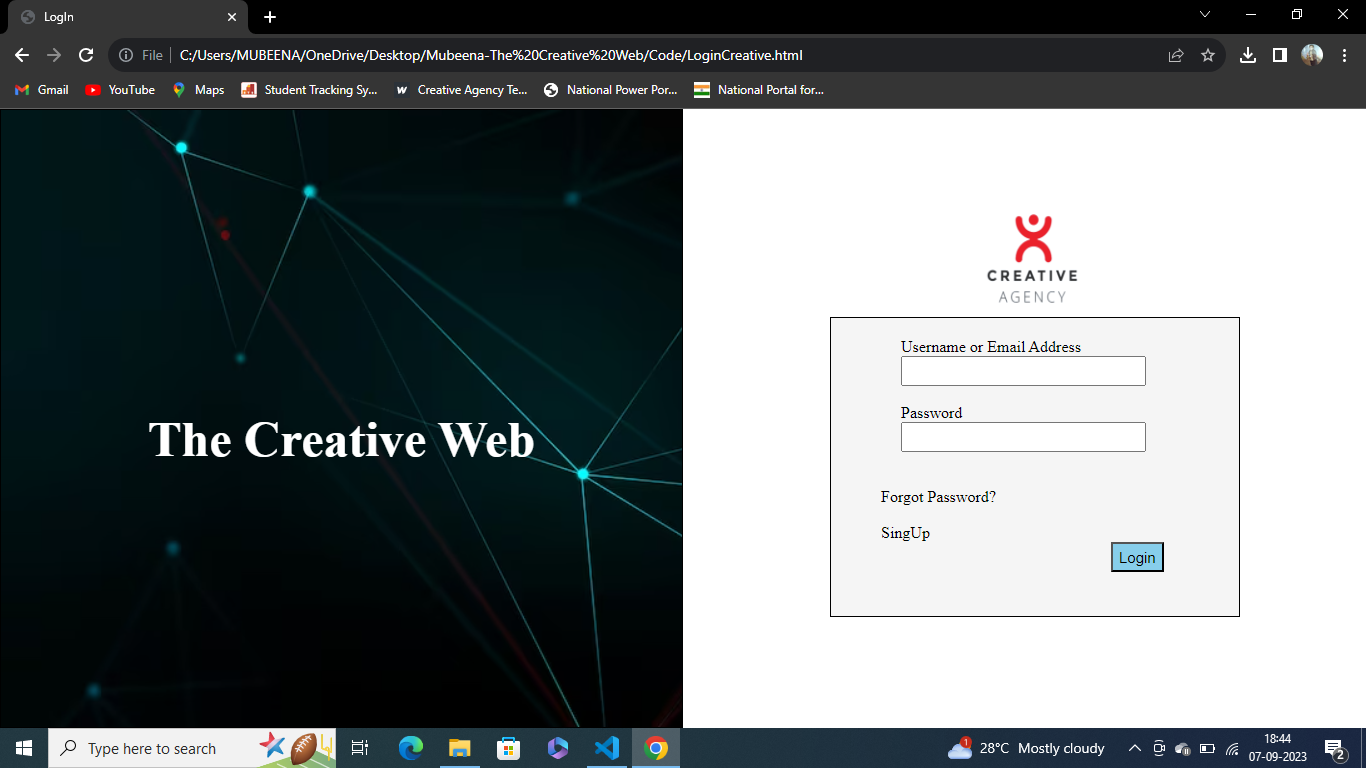 LogIn
File
C:/Users/MUBEENA/OneDrive/Desktop/Mubeena-The%20Creative%20Web/Code/LoginCreative.html
Gmail
YouTube
Maps
Student Tracking Sy...
Creative Agency Te...
National Power Por...
National Portal for...
The Creative Web
CREATIVE
AGENCY
Username or Email Address
Password
Forgot Password?
SingUp
Login
Type here to search
1
28°C Mostly cloudy
18:44
07-09-2023
2